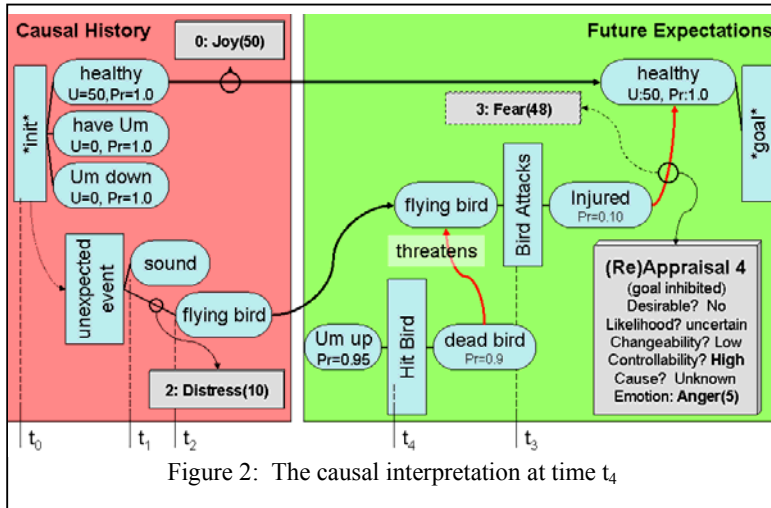 Causal History
Future Expectations
0: Joy(50)
*init*
healthy
U=50,Pr=1.0
have Um
U=0, Pr=1.0
Um down
U=0, Pr=1.0
unexpected
event
sound
flying bird
2: Distress(10)
healthy
U:50, Pr:1.0
*goal*
3: Fear(48)
flying bird
Bird Attacks
Injured
Pr=0.10
threatens
Um up
Pr=0.95
Hit Bird
dead bird
Pr=0.9
(Re)Appraisal 4
(goal inhibited)
Desirable? No
Likelihood? uncertain
Changeability? Low
Controllability? High
Cause? Unknown
Emotion: Anger(5)
t0
t1
t2
t4
t3
Figure 2: The causal interpretation at time t4